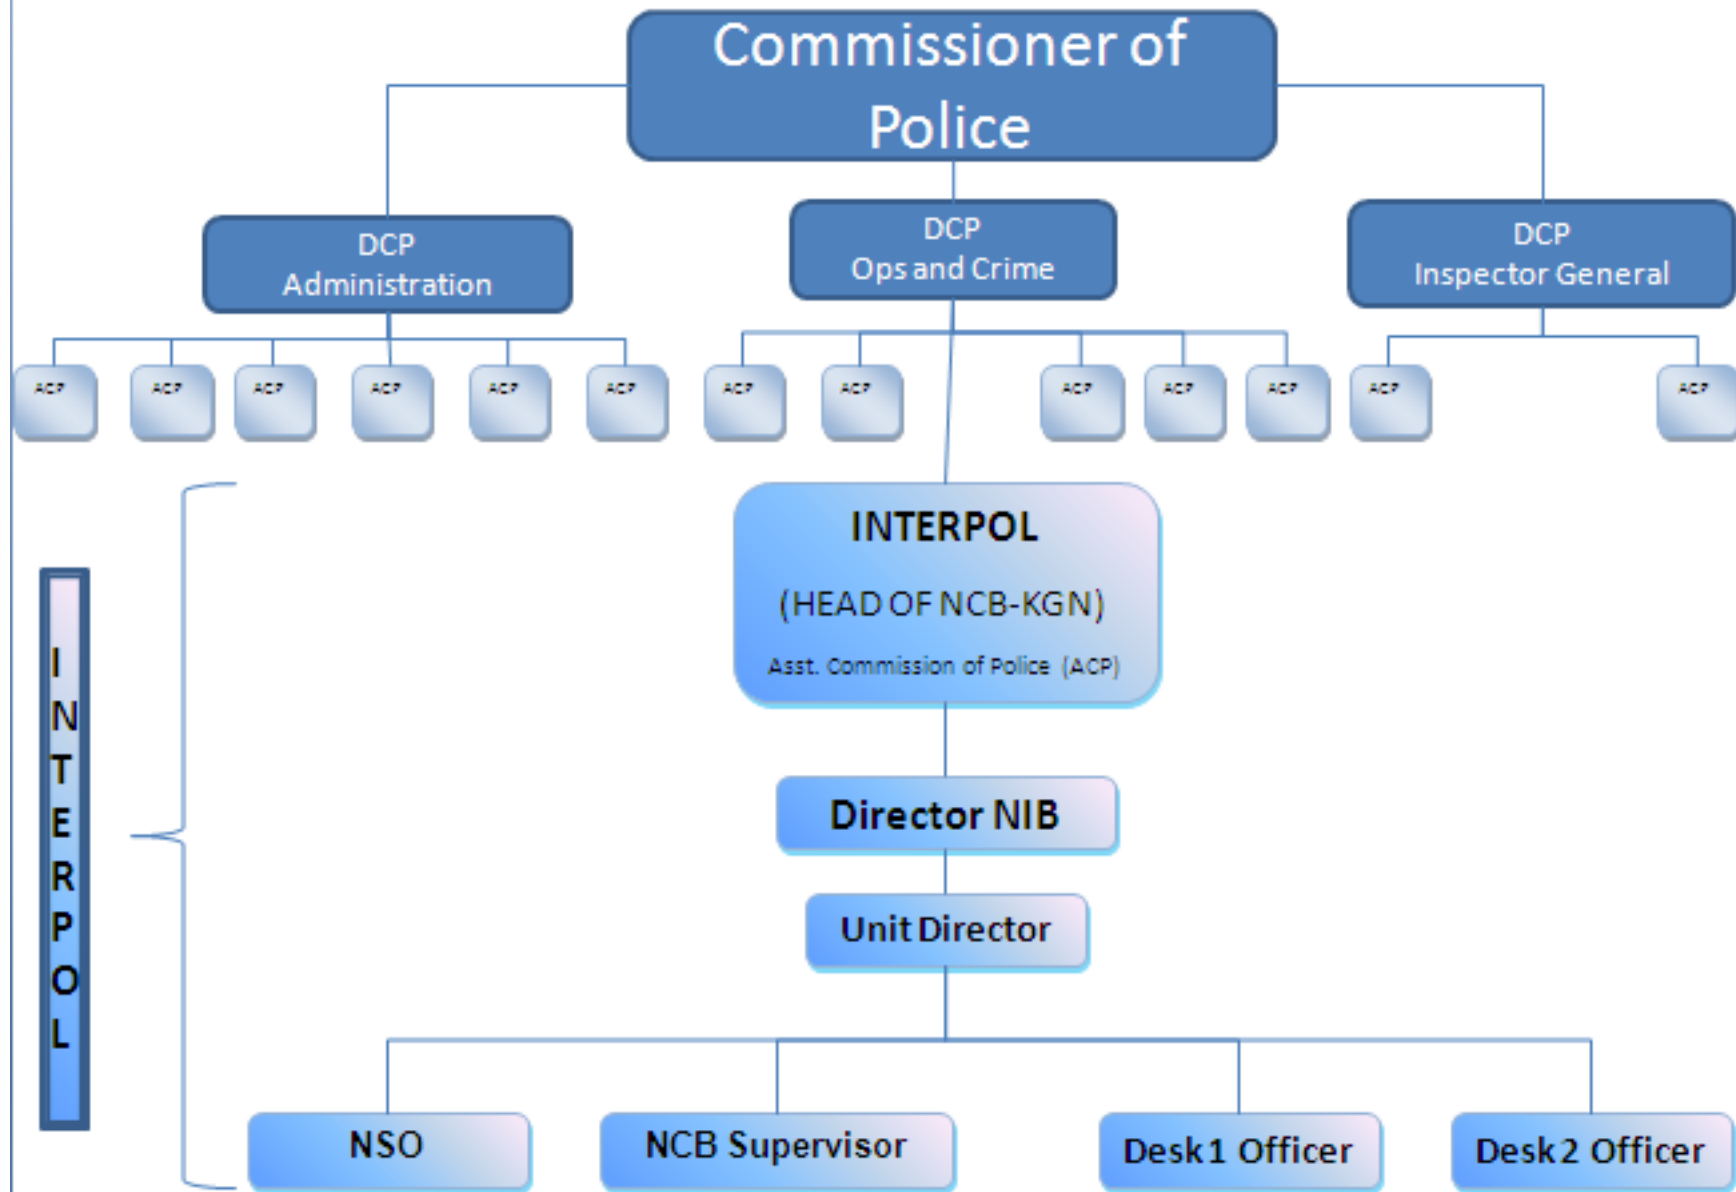 Commissioner of
Police
DCP
Administration
DCP
Ops and Crime
DCP
Inspector General
ACP
ACP
ACP
ACP
ACP
ACP
ACP
ACP
ACP
ACP
ACP
ACP
ACP
INTERPOL
(HEAD OF NCB-KGN)
Asst. Commission of Police (ACP)
I
N
T
E
R
P
O
L
Director NIB
Unit Director
NSO
NCB Supervisor
Desk 1 Officer
Desk 2 Officer